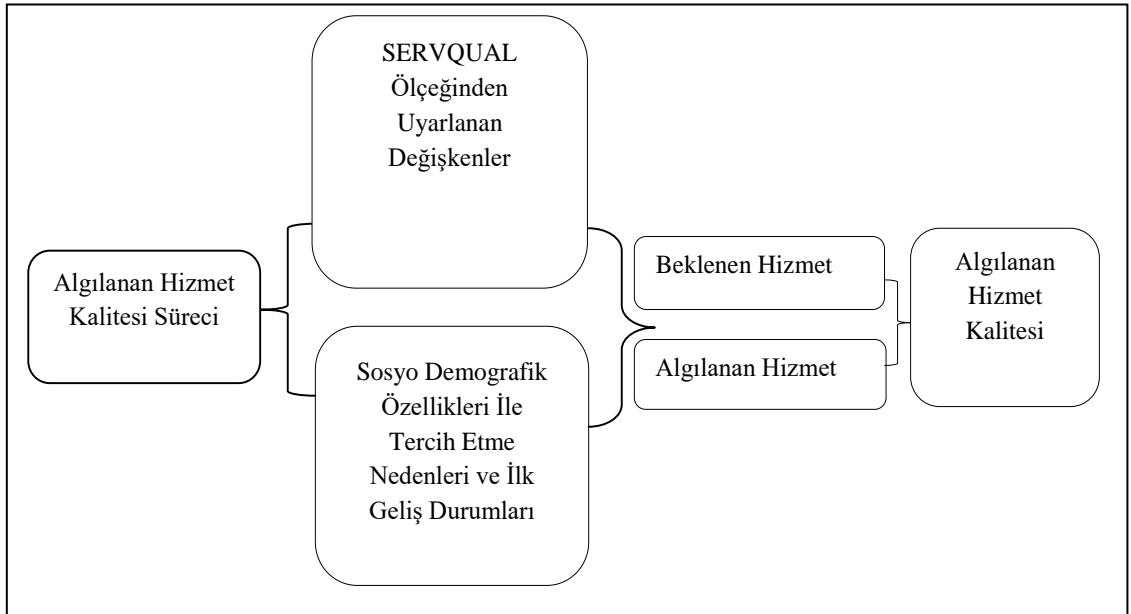 SERVQUAL
Ölçeğinden
Uyarlanan
Değişkenler
Algılanan Hizmet
Kalitesi Süreci
Sosyo Demografik
Özellikleri İle
Tercih Etme
Nedenleri ve İlk
Geliş Durumları
Beklenen Hizmet
Algılanan Hizmet
Algılanan
Hizmet
Kalitesi